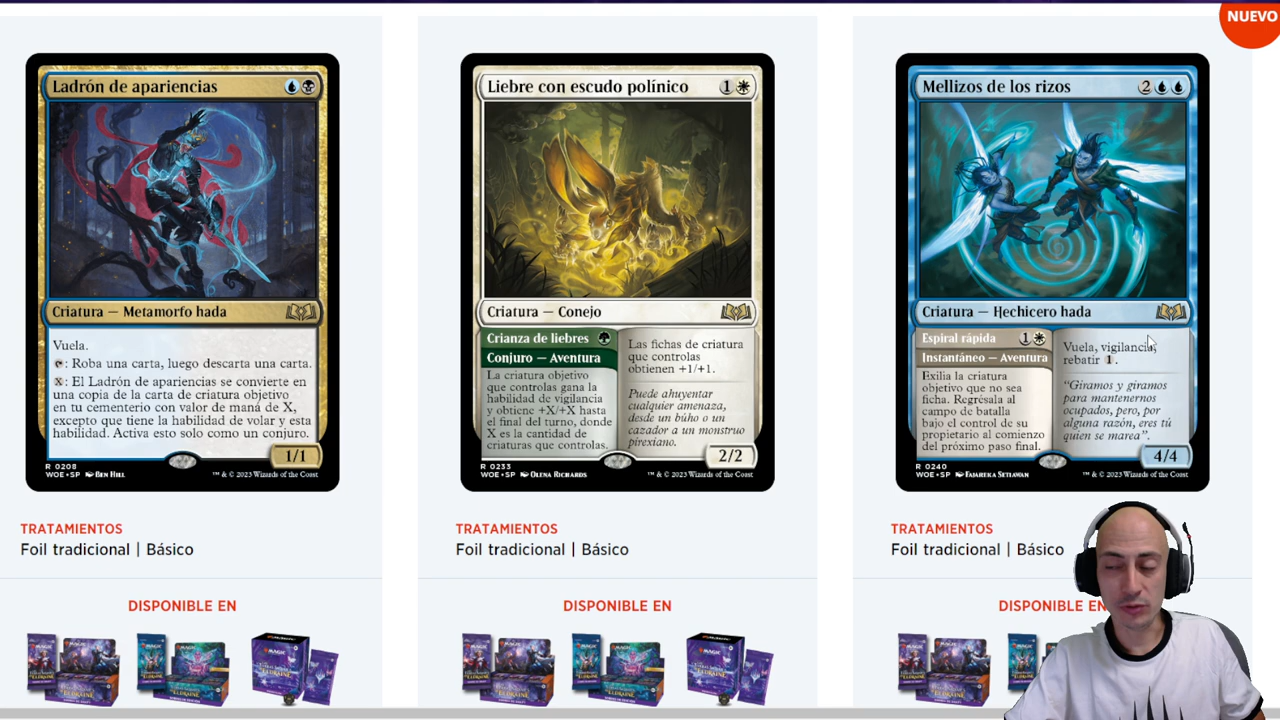 NUEVO
Ladrón de apariencias
Criatura — Metamorfo hada
Vuela.
: Roba una carta, luego descarta una carta.
X: El Ladrón de apariencias se convierte en
una copia de la carta de criatura objetivo
en tu cementerio con valor de maná de X,
excepto que tiene la habilidad de volar y esta
habilidad. Activa esto solo como un conjuro.
1/1
R 0208
WOE • SP BEN HILL
™ & © 2023 Wizards of the Coast
TRATAMIENTOS
Foil tradicional | Básico
DISPONIBLE EN
Liebre con escudo polínico
1
Criatura — Conejo
Crianza de liebres
Conjuro — Aventura
La criatura objetivo
que controlas gana la
habilidad de vigilancia
y obtiene +X/+X hasta
el final del turno, donde
X es la cantidad de
criaturas que controlas.
Las fichas de criatura
que controlas
obtienen +1/+1.
Puede ahuyentar
cualquier amenaza,
desde un búho o un
cazador a un monstruo
pirexiano.
2/2
R 0233
WOE • SP OLENA RICHARDS
™ & © 2023 Wizards of the Coast
TRATAMIENTOS
Foil tradicional | Básico
DISPONIBLE EN
Mellizos de los rizos
2
Criatura — Hechicero hada
Espiral rápida
1
Instantáneo — Aventura
Exilia la criatura
objetivo que no sea
ficha. Regrésala al
campo de batalla
bajo el control de su
propietario al comienzo
del próximo paso final.
Vuela, vigilancia,
rebatir 1.
“Giramos y giramos
para mantenernos
ocupados, pero, por
alguna razón, eres tú
quien se marea”.
4/4
R 0240
WOE • SP FAJAREKA SETIAWAN
™ & © 2023 Wizards of the Coast
TRATAMIENTOS
Foil tradicional | Básico
DISPONIBLE EN